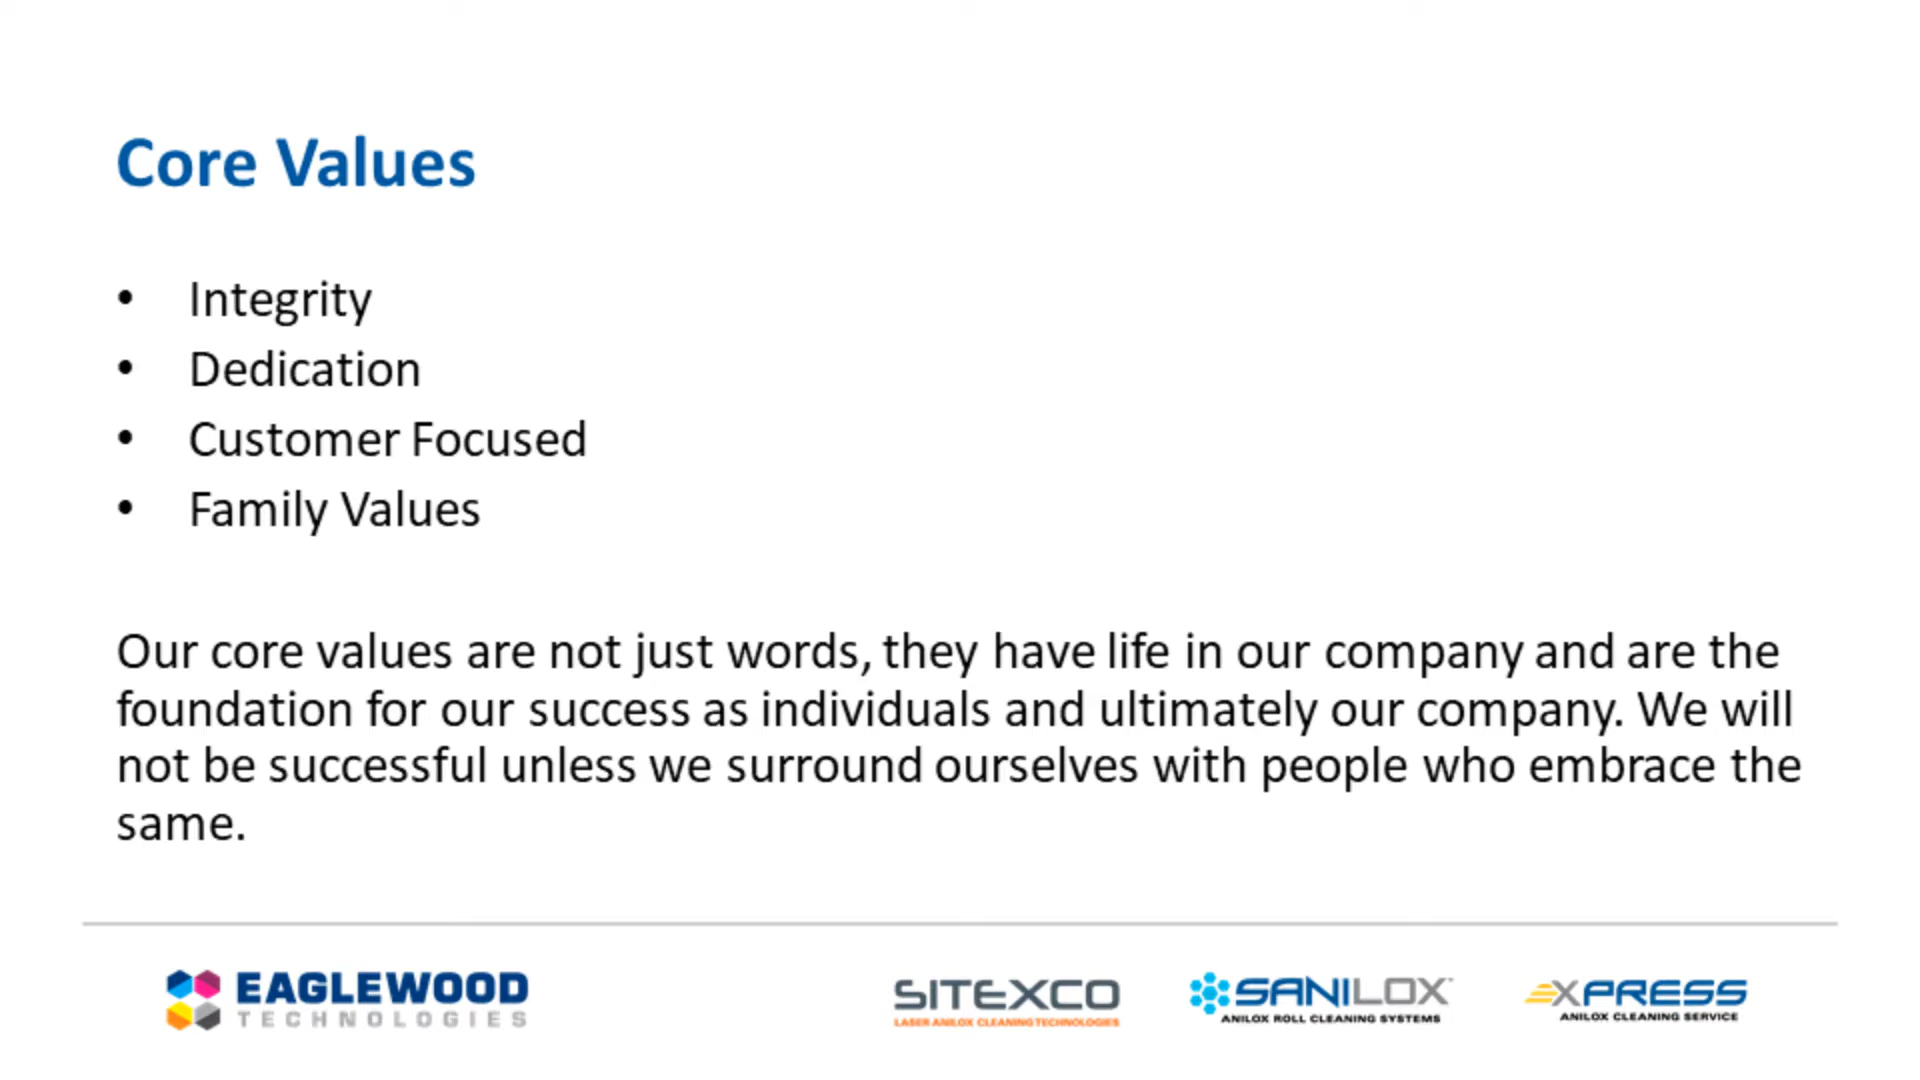 Core Values
• Integrity
• Dedication
• Customer Focused
• Family Values
Our core values are not just words, they have life in our company and are the
foundation for our success as individuals and ultimately our company. We will
not be successful unless we surround ourselves with people who embrace the
same.
EAGLEWOOD
TECHNOLOGIES
SITEXCO
LASER ANILOX CLEANING TECHNOLOGIES
SANILOX
ANILOX ROLL CLEANING SYSTEMS
XPRESS
ANILOX CLEANING SERVICE